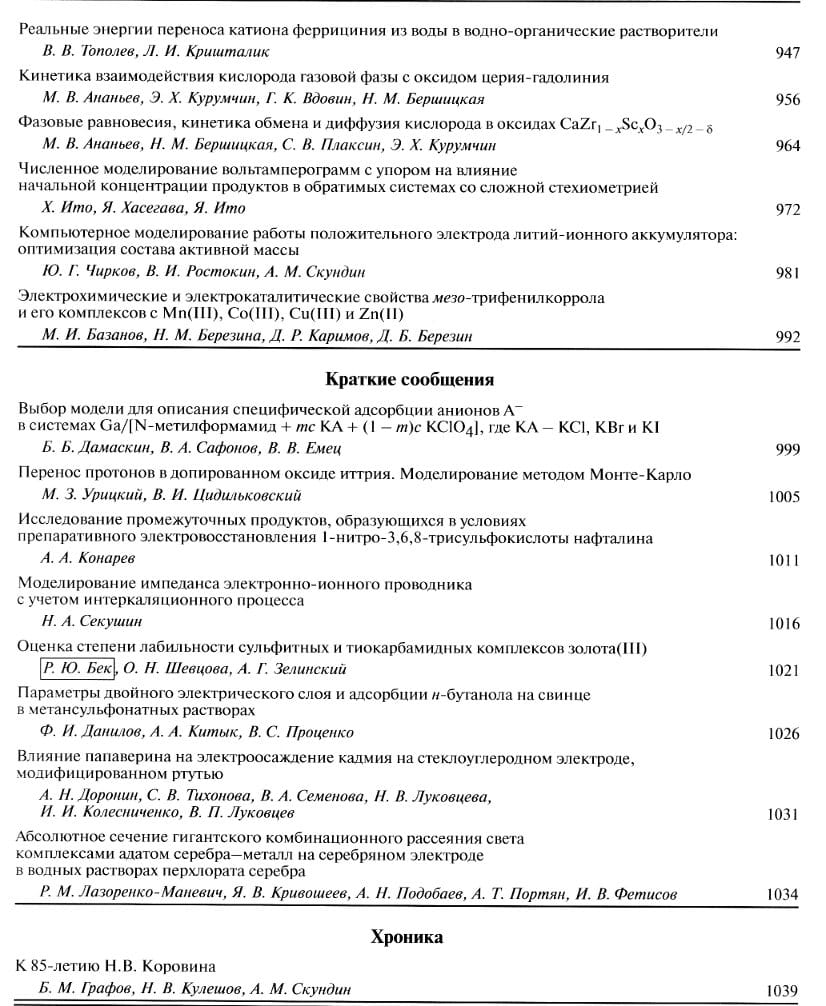 Реальные энергии переноса катиона феррициния из воды в водно-органические растворители
В. В. Тополев, Л. И. Кришталик 947
Кинетика взаимодействия кислорода газовой фазы с оксидом церия-гадолиния
М. В. Ананьев, Э. Х. Курумчин, Г. К. Вдовин, Н. М. Бершицкая 956
Фазовые равновесия, кинетика обмена и диффузия кислорода в оксидах CaZr₁₋ₓScₓO₃₋ₓ/₂₋δ
М. В. Ананьев, Н. М. Бершицкая, С. В. Плаксин, Э. Х. Курумчин 964
Численное моделирование вольтамперограмм с упором на влияние
начальной концентрации продуктов в обратимых системах со сложной стехиометрией
Х. Ито, Я. Хасегава, Я. Ито 972
Компьютерное моделирование работы положительного электрода литий-ионного аккумулятора:
оптимизация состава активной массы
Ю. Г. Чирков, В. И. Ростокин, А. М. Скундин 981
Электрохимические и электрокаталитические свойства мезо-трифенилкоррола
и его комплексов с Mn(III), Co(III), Cu(III) и Zn(II)
М. И. Базанов, Н. М. Березина, Д. Р. Каримов, Д. Б. Березин 992
Краткие сообщения
Выбор модели для описания специфической адсорбции анионов A⁻
в системах Ga/[N-метилформамид + mc KA + (1 – m)c KClO₄], где KA – KCl, KBr и KI
Б. Б. Дамаскин, В. А. Сафонов, В. В. Емец 999
Перенос протонов в допированном оксиде иттрия. Моделирование методом Монте-Карло
М. З. Урицкий, В. И. Цидильковский 1005
Исследование промежуточных продуктов, образующихся в условиях
препаративного электровосстановления 1-нитро-3,6,8-трисульфокислоты нафталина
А. А. Конарев 1011
Моделирование импеданса электронно-ионного проводника
с учетом интеркаляционного процесса
Н. А. Секушин 1016
Оценка степени лабильности сульфитных и тиокарбамидных комплексов золота(III)
Р. Ю. Бек, О. Н. Шевцова, А. Г. Зелинский 1021
Параметры двойного электрического слоя и адсорбции н-бутанола на свинце
в метансульфонатных растворах
Ф. И. Данилов, А. А. Китык, В. С. Проценко 1026
Влияние папаверина на электроосаждение кадмия на стеклоуглеродном электроде,
модифицированном ртутью
А. Н. Доронин, С. В. Тихонова, В. А. Семенова, Н. В. Луковцева,
И. И. Колесниченко, В. П. Луковцев 1031
Абсолютное сечение гигантского комбинационного рассеяния света
комплексами адатом серебра–металл на серебряном электроде
в водных растворах перхлората серебра
Р. М. Лазоренко-Маневич, Я. В. Кривошеев, А. Н. Подобаев, А. Т. Портян, И. В. Фетисов 1034
Хроника
К 85-летию Н.В. Коровина
Б. М. Графов, Н. В. Кулешов, А. М. Скундин 1039